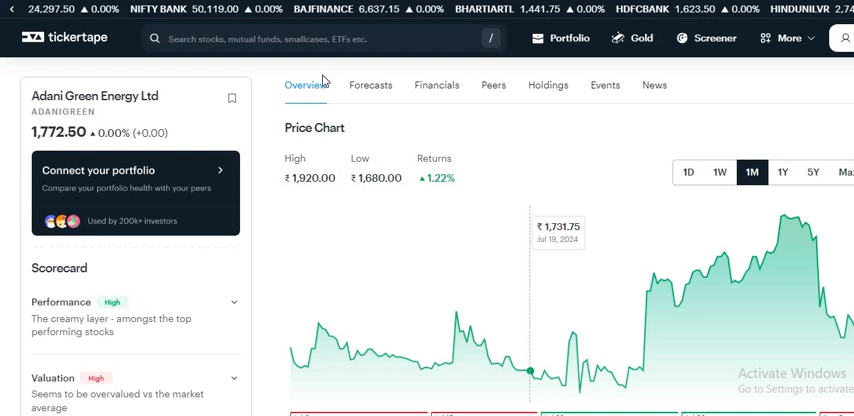 24,297.50 ▲ 0.00% NIFTY BANK 50,119.00 ▲ 0.00% BAJFINANCE 6,637.15 ▲ 0.00% BHARTIARTL 1,441.75 ▲ 0.00% HDFCBANK 1,623.50 ▲ 0.00% HINDUNILVR 2,74
tickertape Search stocks, mutual funds, smallcases, ETFs etc. / Portfolio Gold Screener More
Overview Forecasts Financials Peers Holdings Events News
Adani Green Energy Ltd
ADANIGREEN
1,772.50 ▲ 0.00% (+0.00)
Connect your portfolio
Compare your portfolio health with your peers
Used by 200k+ investors
Scorecard
Performance High
The creamy layer - amongst the top
performing stocks
Valuation High
Seems to be overvalued vs the market
average
Price Chart
High Low Returns
₹ 1,920.00 ₹ 1,680.00 ▲ 1.22%
1D 1W 1M 1Y 5Y Max
₹ 1,731.75
Jul 19, 2024
Activate Windows
Go to Settings to activate